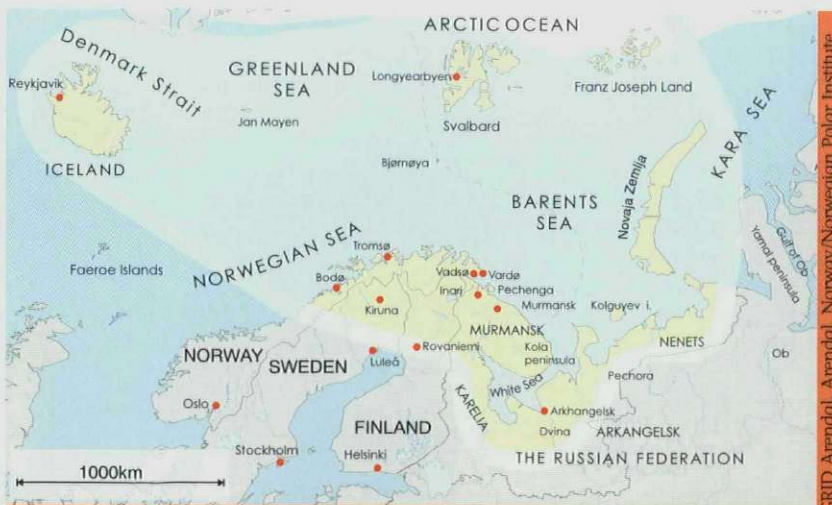 ARCTIC OCEAN
Denmark Strait
GREENLAND
SEA
Reykjavik
Longyearbyen
Franz Joseph Land
Jan Mayen
Svalbard
KARA SEA
ICELAND
Bjørnøya
BARENTS
SEA
Novaja Zemlja
Yamal peninsula
Gulf of Ob
NORWEGIAN SEA
Tromsø
Faeroe Islands
Vadsø
Vardø
Bodø
Inari
Pechenga
Kiruna
Murmansk
Kolguyev i.
MURMANSK
NORWAY
SWEDEN
Rovaniemi
Luleå
Kola
peninsula
NENETS
Ob
White Sea
Pechora
KARELIA
Oslo
FINLAND
Arkhangelsk
Dvina
ARKANGELSK
Stockholm
Helsinki
THE RUSSIAN FEDERATION
1000km
GRID Arendal, Arendal, Norway/Norwegian Polar Institute